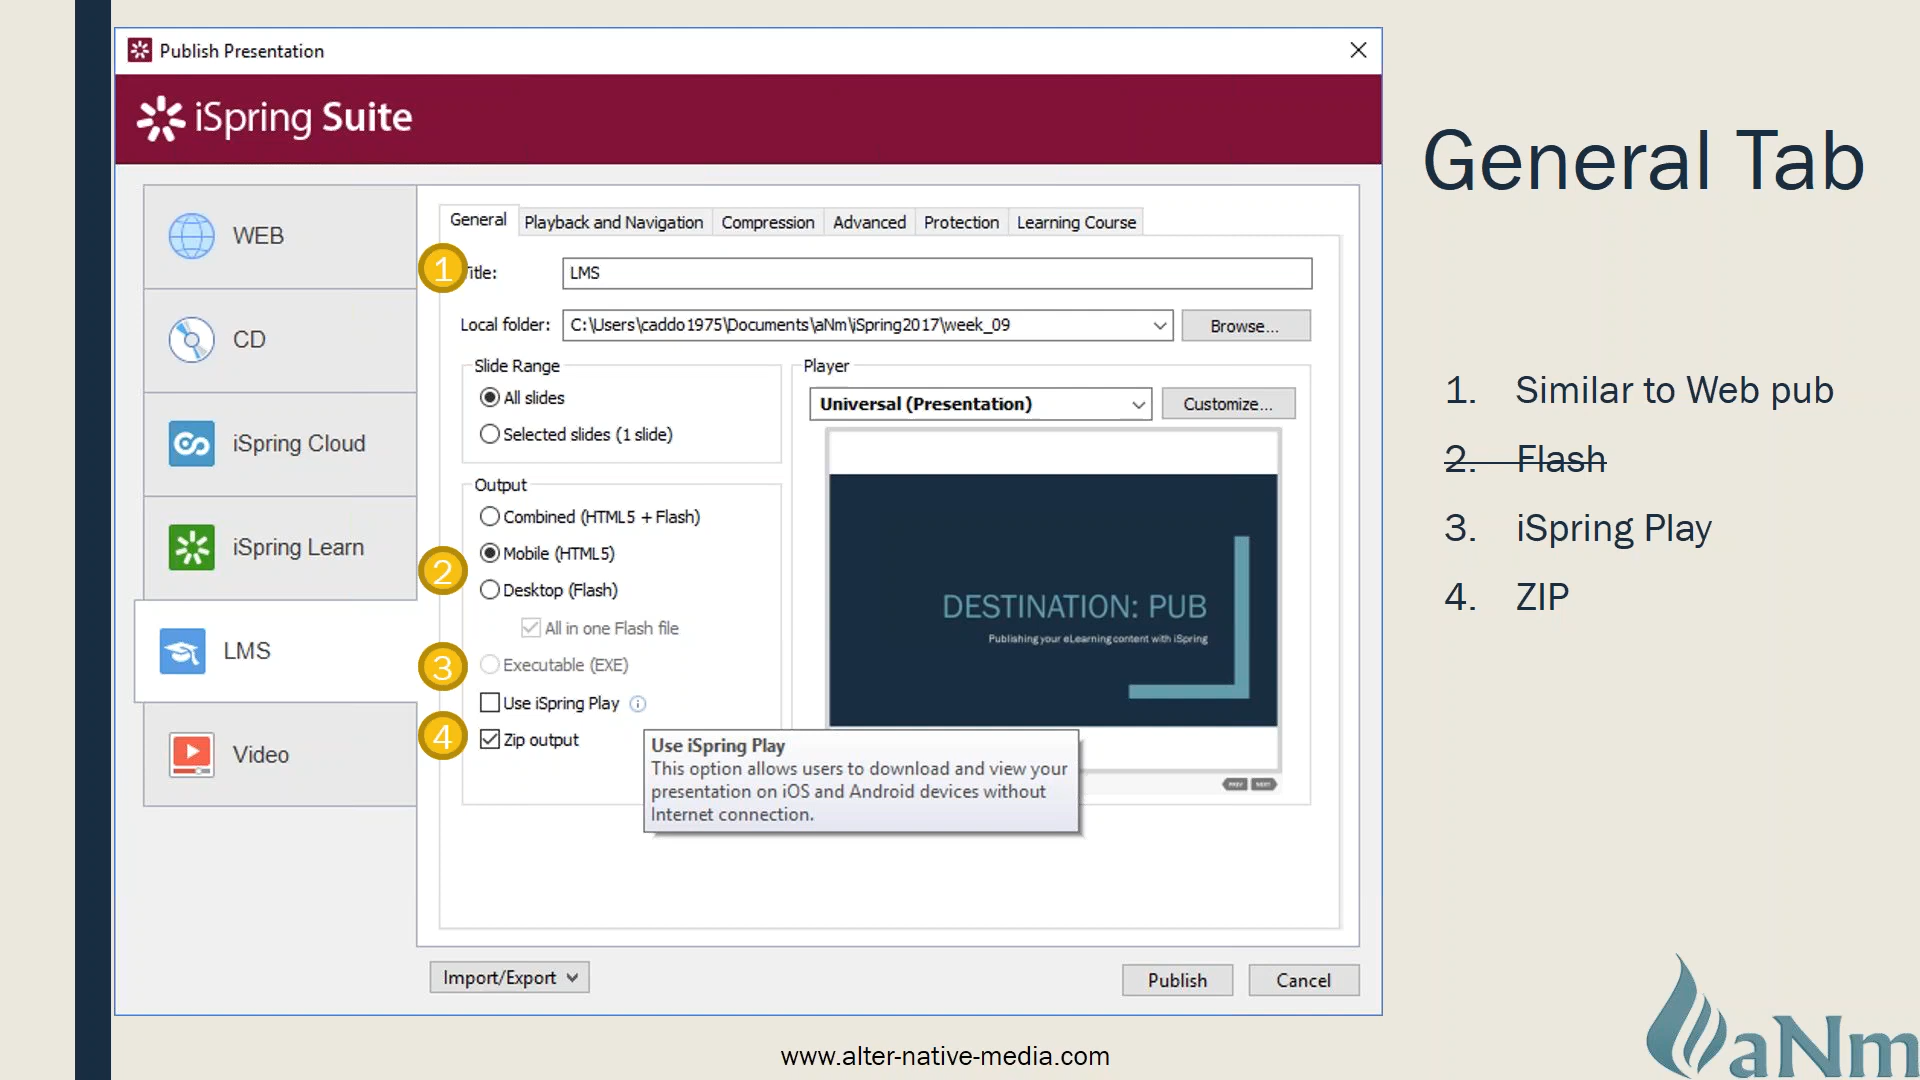 Publish Presentation
iSpring Suite
General Tab
WEB
CD
iSpring Cloud
iSpring Learn
LMS
Video
General
Playback and Navigation
Compression
Advanced
Protection
Learning Course
1
itle:
LMS
Local folder:
C:\Users\caddo1975\Documents\aNm\iSpring2017\week_09
Browse...
Slide Range
All slides
Selected slides (1 slide)
Player
Universal (Presentation)
Customize...
Output
Combined (HTML5 + Flash)
2
Mobile (HTML5)
Desktop (Flash)
All in one Flash file
3
Executable (EXE)
Use iSpring Play
4
Zip output
DESTINATION: PUB
Publishing your eLearning content with iSpring
PREV
NEXT
Use iSpring Play
This option allows users to download and view your
presentation on iOS and Android devices without
Internet connection.
Import/Export
Publish
Cancel
1. Similar to Web pub
2. Flash
3. iSpring Play
4. ZIP
www.alter-native-media.com
aNm